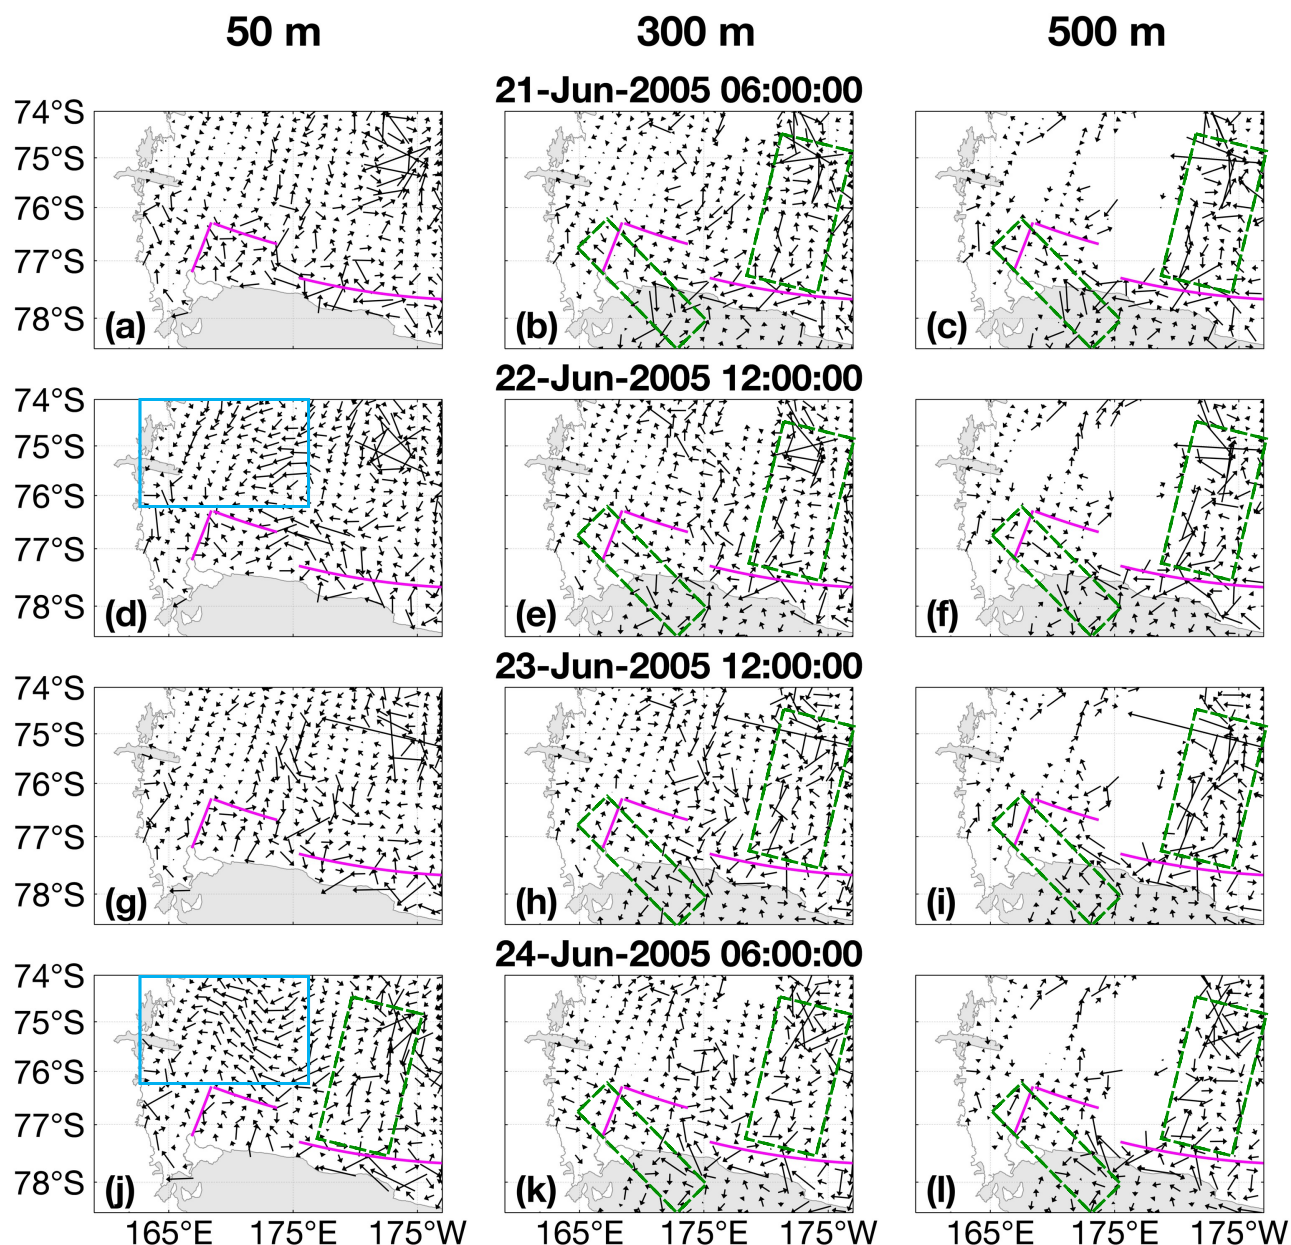 50 m 300 m 500 m
21-Jun-2005 06:00:00
74°S
75°S
76°S
77°S
78°S
(a) (b) (c)
22-Jun-2005 12:00:00
74°S
75°S
76°S
77°S
78°S
(d) (e) (f)
23-Jun-2005 12:00:00
74°S
75°S
76°S
77°S
78°S
(g) (h) (i)
24-Jun-2005 06:00:00
74°S
75°S
76°S
77°S
78°S
(j) (k) (l)
165°E 175°E 175°W 165°E 175°E 175°W 165°E 175°E 175°W